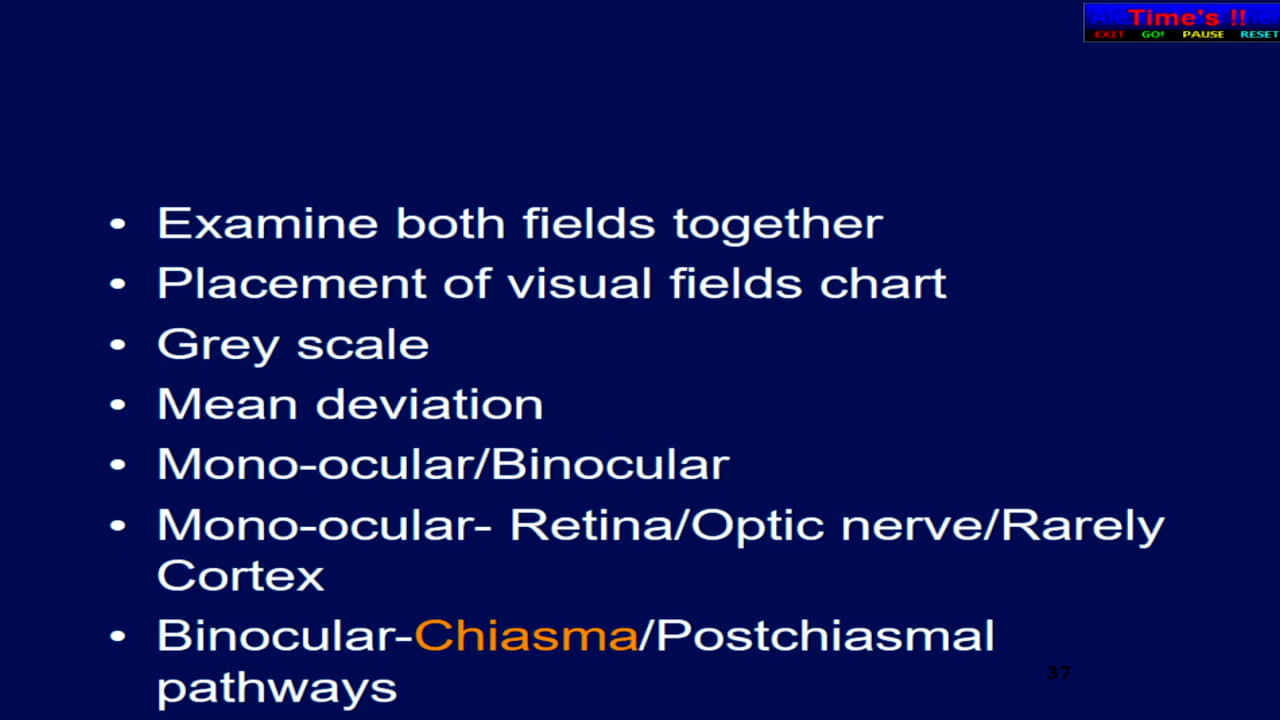 Time's !!
EXIT GO! PAUSE RESET
• Examine both fields together
• Placement of visual fields chart
• Grey scale
• Mean deviation
• Mono-ocular/Binocular
• Mono-ocular- Retina/Optic nerve/Rarely
Cortex
• Binocular-Chiasma/Postchiasmal
pathways
37